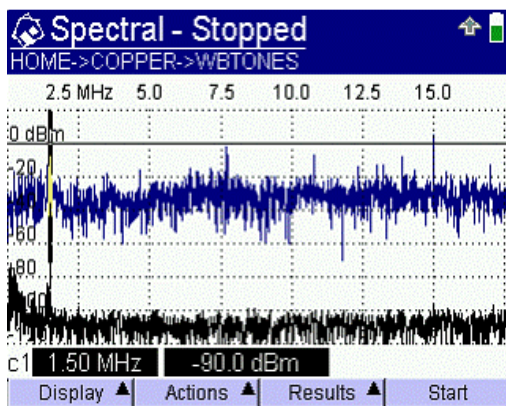 Spectral - Stopped
HOME->COPPER->WBTONES
2.5 MHz 5.0 7.5 10.0 12.5 15.0
0 dBm
-20
-40
-60
-80
c1 1.50 MHz -90.0 dBm
Display Actions Results Start